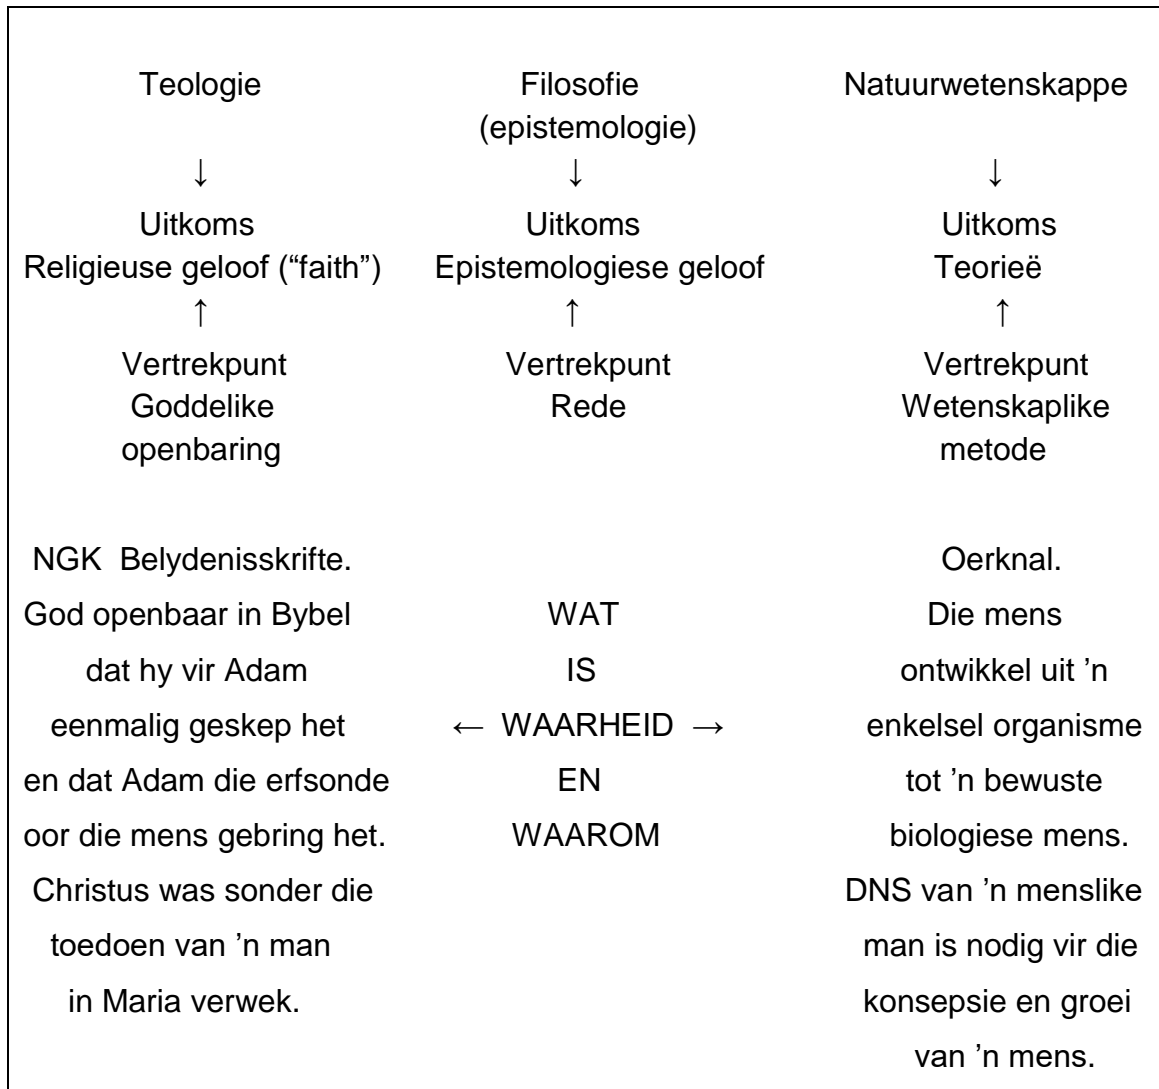 Teologie Filosofie Natuurwetenskappe
(epistemologie)
↓ ↓ ↓
Uitkoms Uitkoms Uitkoms
Religieuse geloof (“faith”) Epistemologiese geloof Teorieë
↑ ↑ ↑
Vertrekpunt Vertrekpunt Vertrekpunt
Goddelike Rede Wetenskaplike
openbaring metode
NGK Belydenisskrifte. Oerknal.
God openbaar in Bybel WAT Die mens
dat hy vir Adam IS ontwikkel uit ’n
eenmalig geskep het ← WAARHEID → enkelsel organisme
en dat Adam die erfsonde EN tot ’n bewuste
oor die mens gebring het. WAAROM biologiese mens.
Christus was sonder die DNS van ’n menslike
toedoen van ’n man man is nodig vir die
in Maria verwek. konsepsie en groei
van ’n mens.